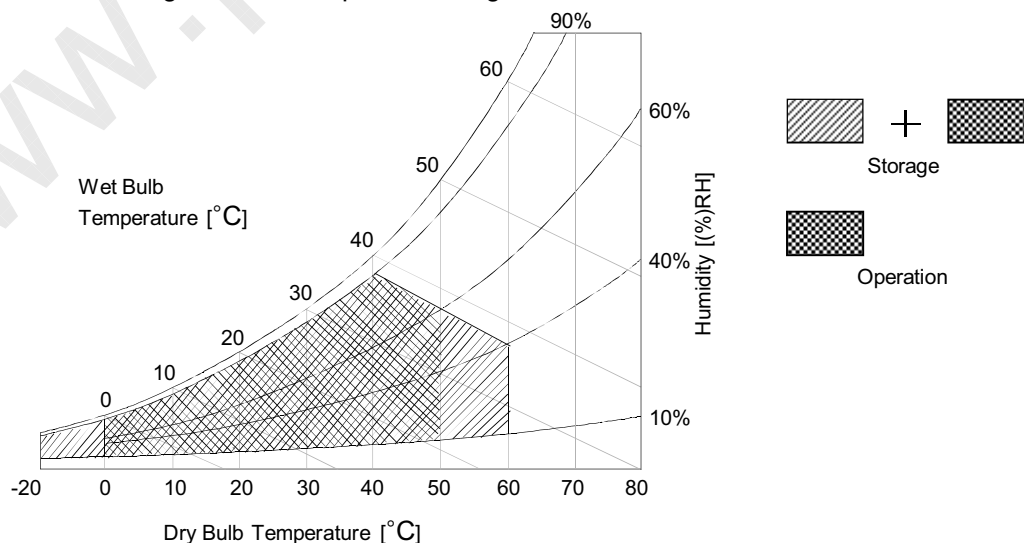 90%
60
60%
50
Wet Bulb
Temperature [°C]
40
40%
Humidity [(%)RH]
30
20
10
0
10%
-20 0 10 20 30 40 50 60 70 80
Dry Bulb Temperature [°C]
+
Storage
Operation